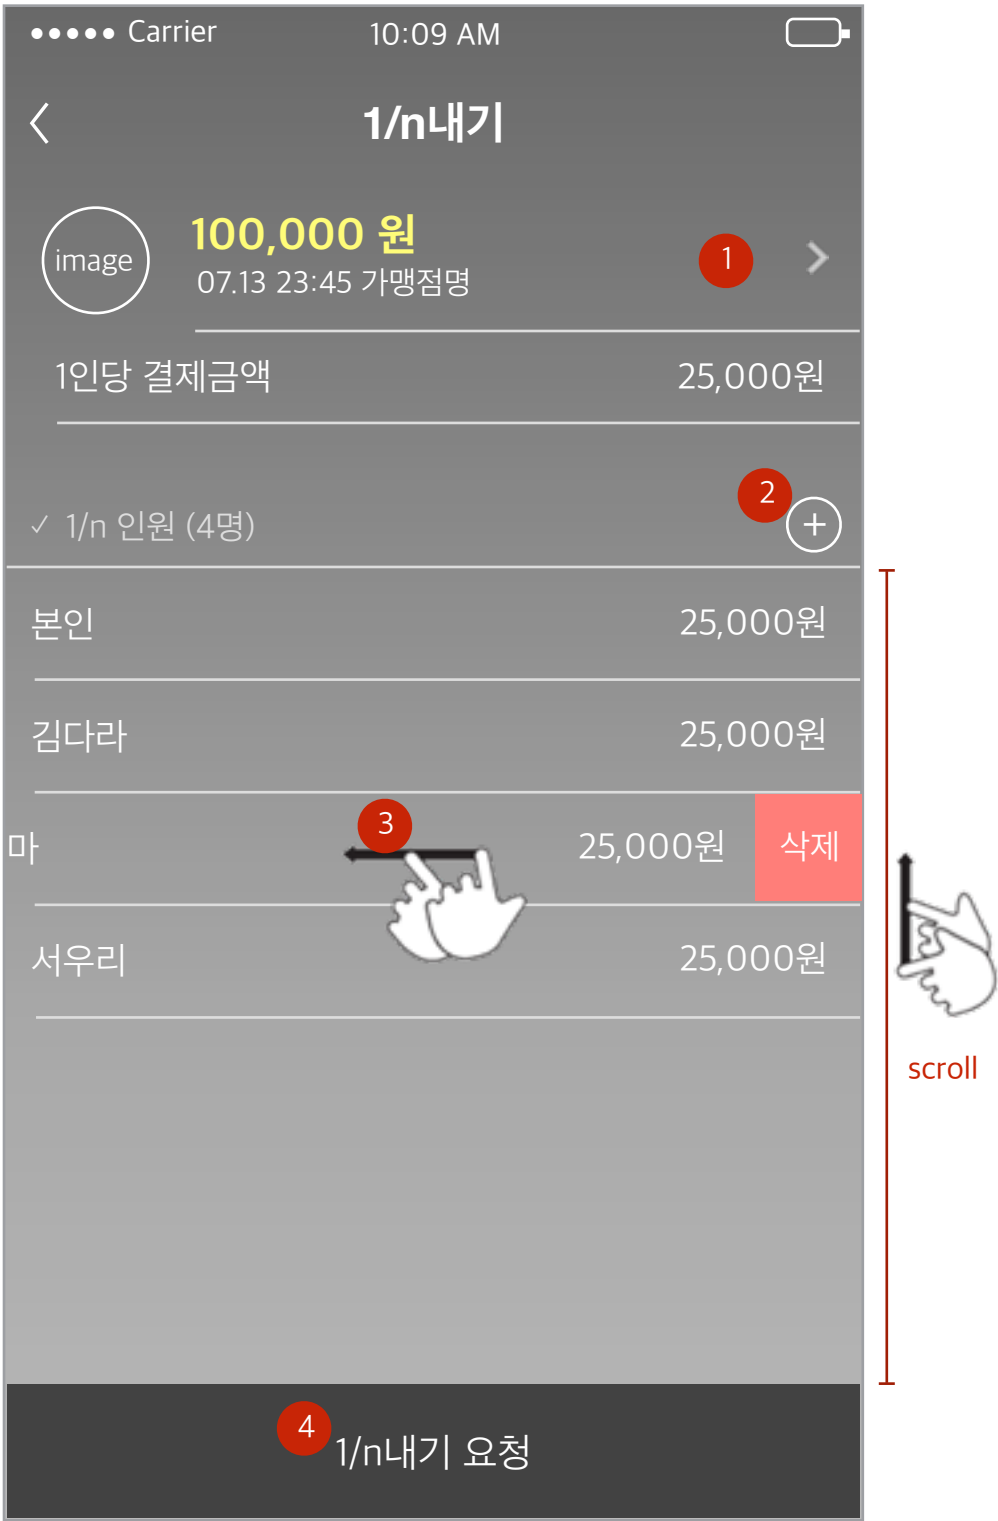 Carrier 10:09 AM
1/n내기
image
100,000 원
07.13 23:45 가맹점명
1
1인당 결제금액 25,000원
2
✓ 1/n 인원 (4명) +
본인 25,000원
김다라 25,000원
3
마 25,000원 삭제
서우리 25,000원
scroll
4
1/n내기 요청